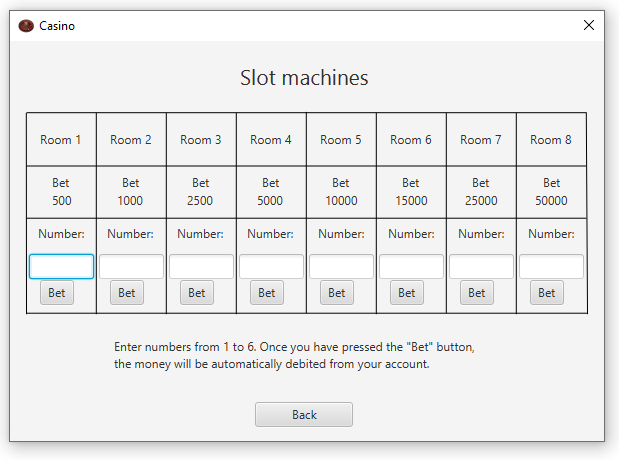 Casino
Slot machines
Room 1 Room 2 Room 3 Room 4 Room 5 Room 6 Room 7 Room 8
Bet Bet Bet Bet Bet Bet Bet Bet
500 1000 2500 5000 10000 15000 25000 50000
Number: Number: Number: Number: Number: Number: Number: Number:
Bet Bet Bet Bet Bet Bet Bet Bet
Enter numbers from 1 to 6. Once you have pressed the "Bet" button,
the money will be automatically debited from your account.
Back